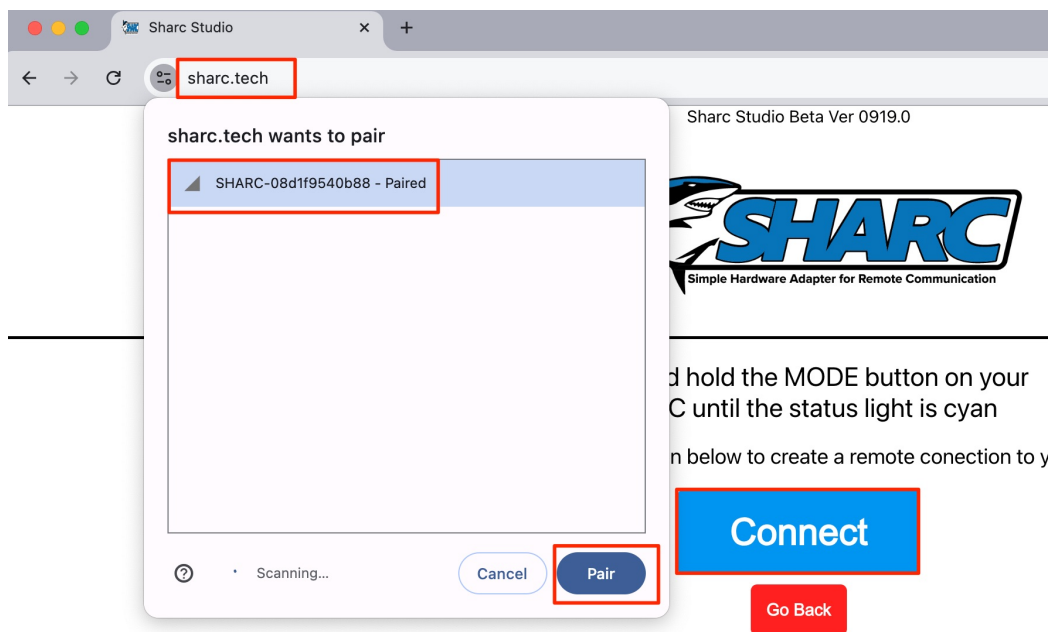 Sharc Studio
sharc.tech
Sharc Studio Beta Ver 0919.0
sharc.tech wants to pair
SHARC-08d1f9540b88 - Paired
SHARC
Simple Hardware Adapter for Remote Communication
d hold the MODE button on your
C until the status light is cyan
n below to create a remote conection to y
Connect
Scanning...
Cancel
Pair
Go Back